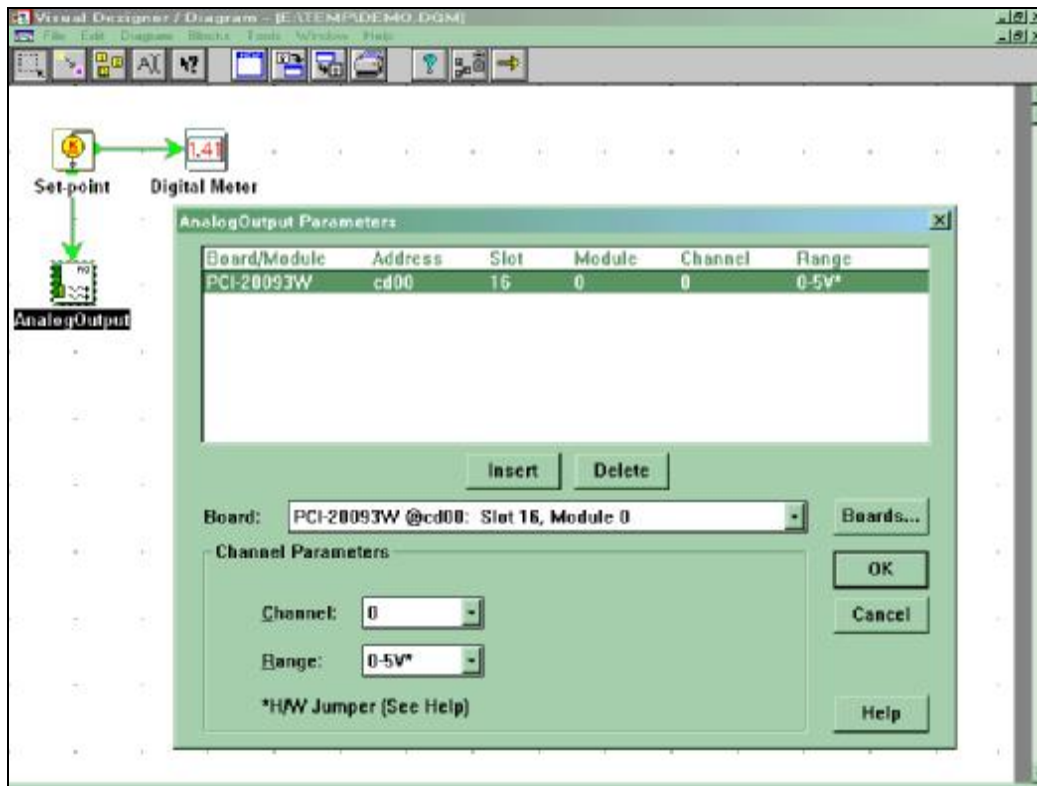 Visual Designer / Diagram - [E:\TEMP\DEMO.DGM]
File Edit Diagram Blocks Tools Window Help
1.41
Set-point Digital Meter
AnalogOutput
AnalogOutput Parameters
Board/Module Address Slot Module Channel Range
PCI-20093W cd00 16 0 0 0-5V*
Insert Delete
Board: PCI-20093W @cd00: Slot 16, Module 0 Boards...
Channel Parameters
OK
Channel: 0 Cancel
Range: 0-5V*
*H/W Jumper (See Help)
Help